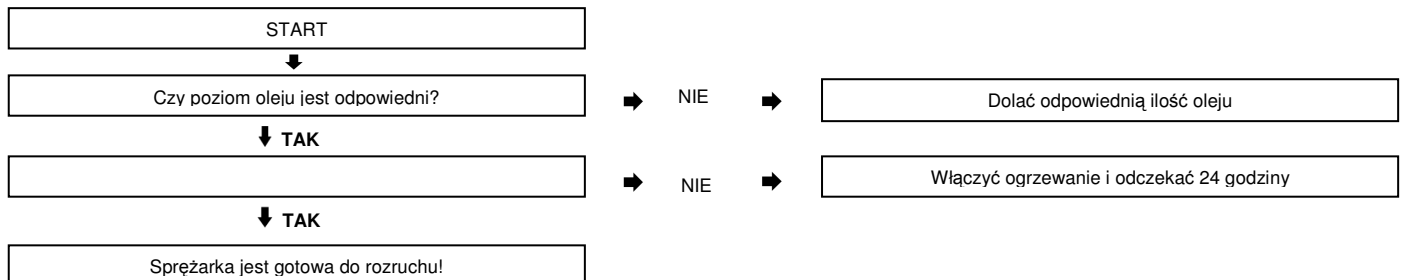 START
Czy poziom oleju jest odpowiedni?
NIE
Dolać odpowiednią ilość oleju
TAK
NIE
Włączyć ogrzewanie i odczekać 24 godziny
TAK
Sprężarka jest gotowa do rozruchu!